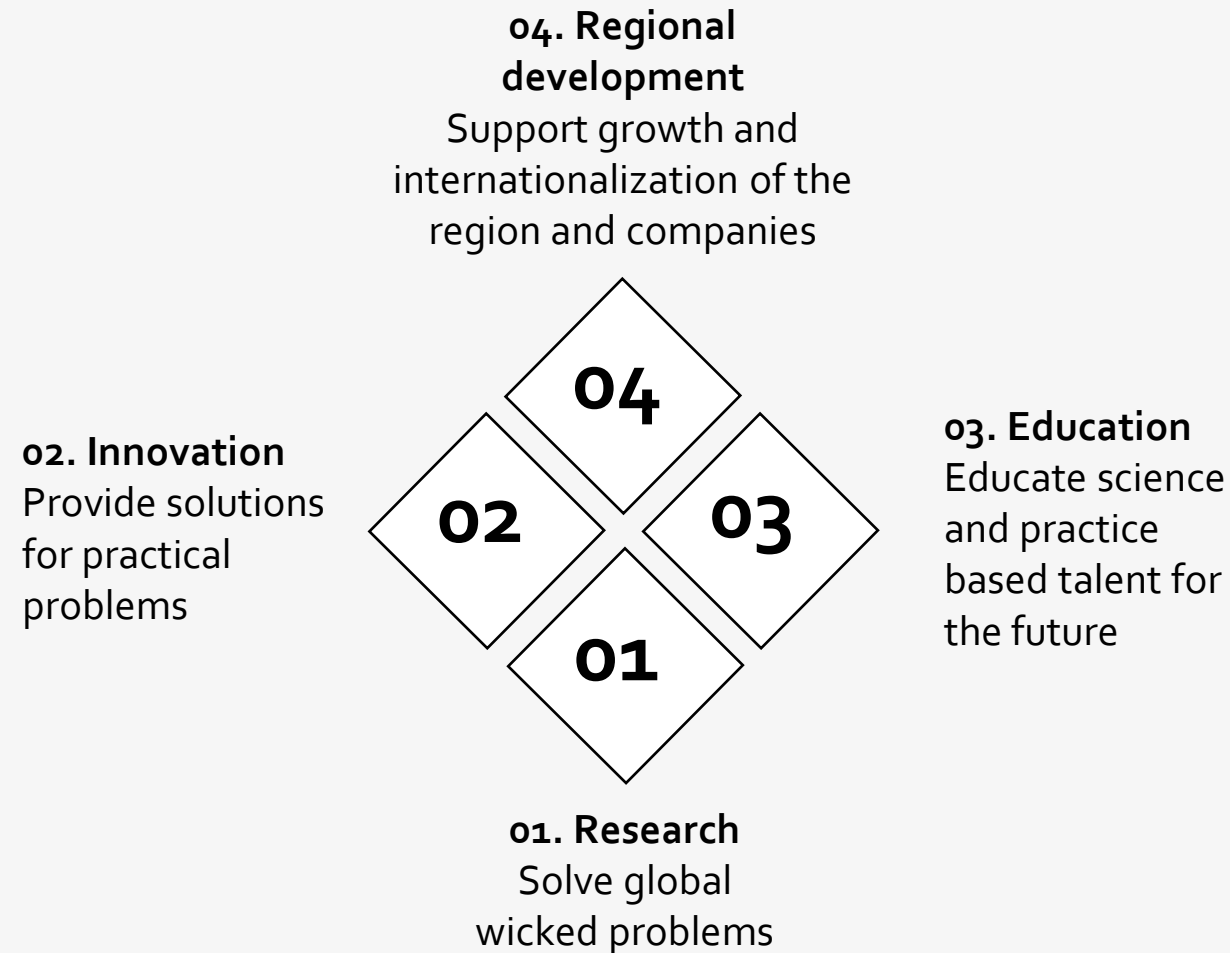 04. Regional
development
Support growth and
internationalization of the
region and companies
04
02. Innovation
Provide solutions
for practical
problems
02
03
03. Education
Educate science
and practice
based talent for
the future
01
01. Research
Solve global
wicked problems